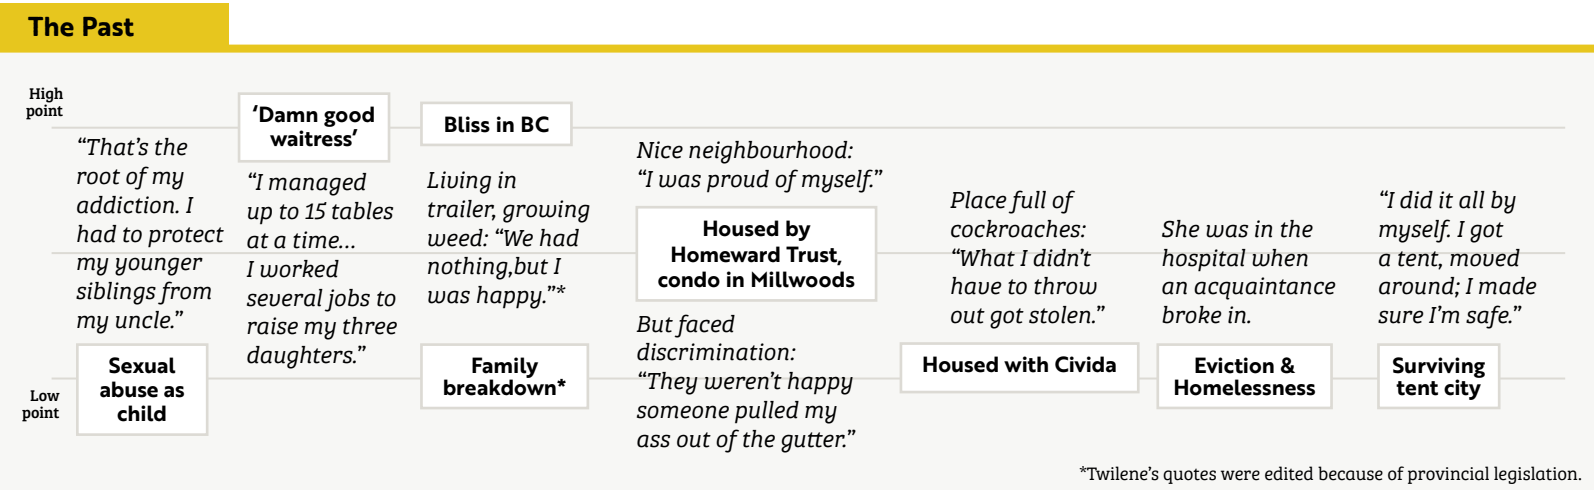 The Past
High
point
“That’s the
root of my
addiction. I
had to protect
my younger
siblings from
my uncle.”
Sexual
abuse as
child
‘Damn good
waitress’
“I managed
up to 15 tables
at a time...
I worked
several jobs to
raise my three
daughters.”
Bliss in BC
Living in
trailer, growing
weed: “We had
nothing,but I
was happy.”*
Family
breakdown*
Nice neighbourhood:
“I was proud of myself.”
Housed by
Homeward Trust,
condo in Millwoods
But faced
discrimination:
“They weren’t happy
someone pulled my
ass out of the gutter.”
Place full of
cockroaches:
“What I didn’t
have to throw
out got stolen.”
Housed with Civida
She was in the
hospital when
an acquaintance
broke in.
Eviction &
Homelessness
“I did it all by
myself. I got
a tent, moved
around; I made
sure I’m safe.”
Surviving
tent city
Low
point
*Twilene’s quotes were edited because of provincial legislation.